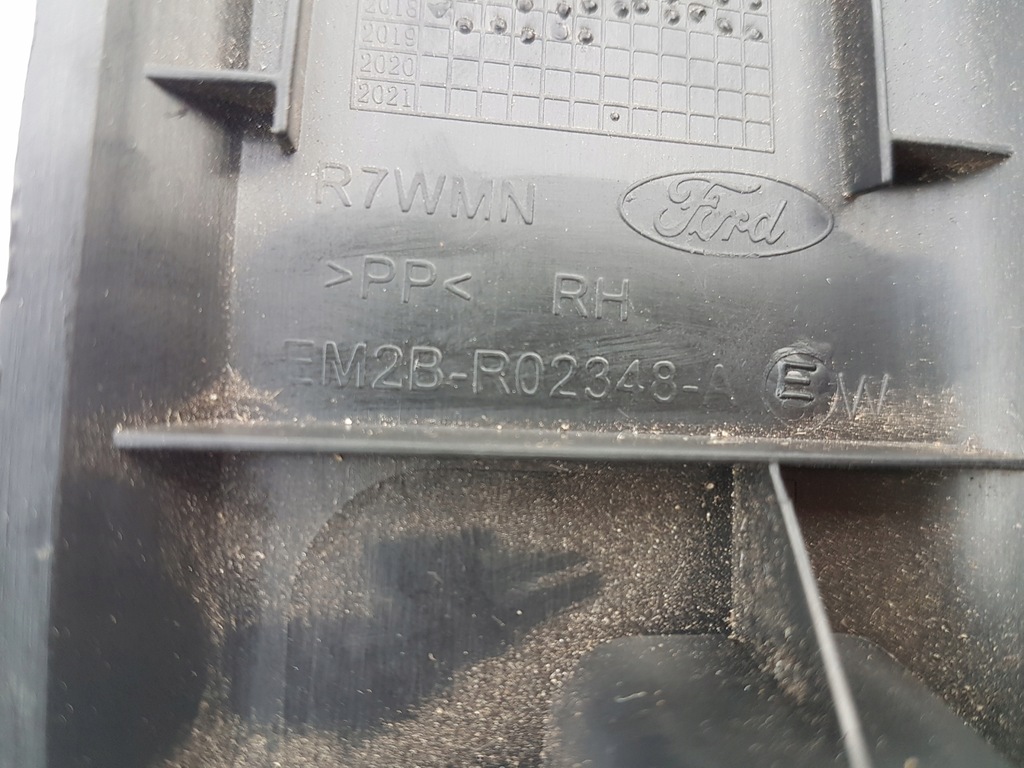 2018
2019
2020
2021
R7WMN Ford
>PP< RH
EM2B-R02348-A E W